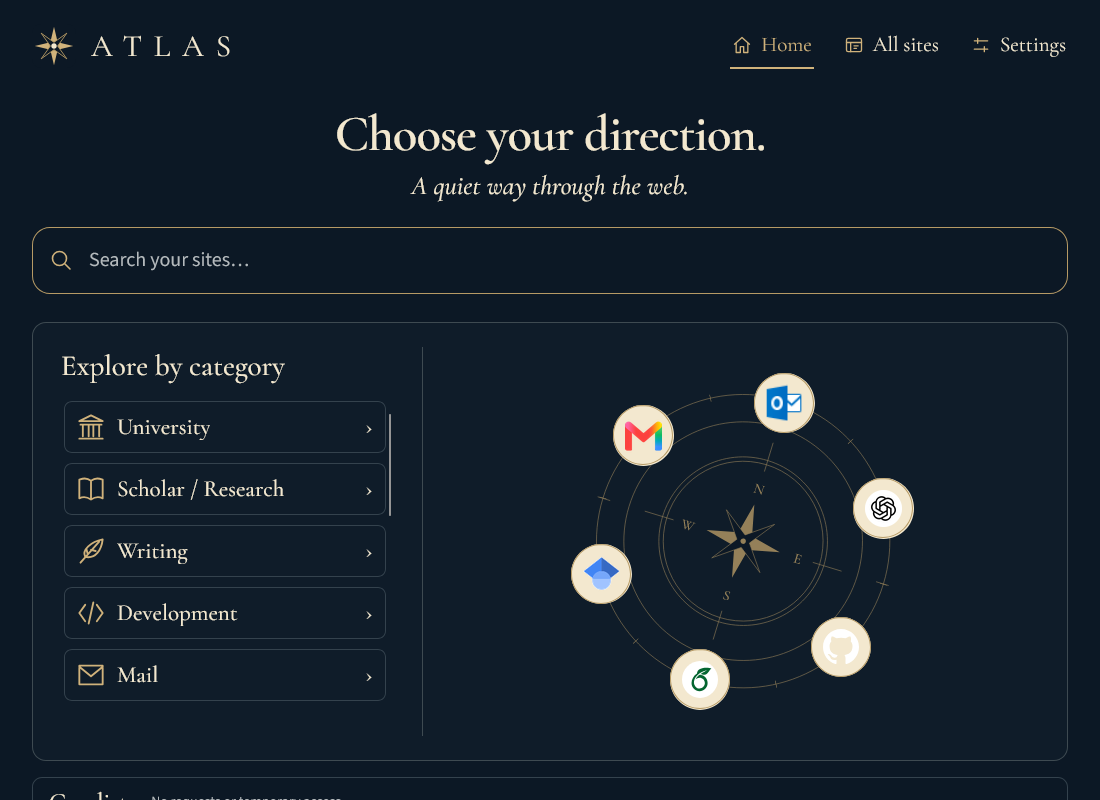 ATLAS
Home
All sites
Settings
Choose your direction.
A quiet way through the web.
Search your sites…
Explore by category
University
Scholar / Research
Writing
Development
Mail
N
W
E
S